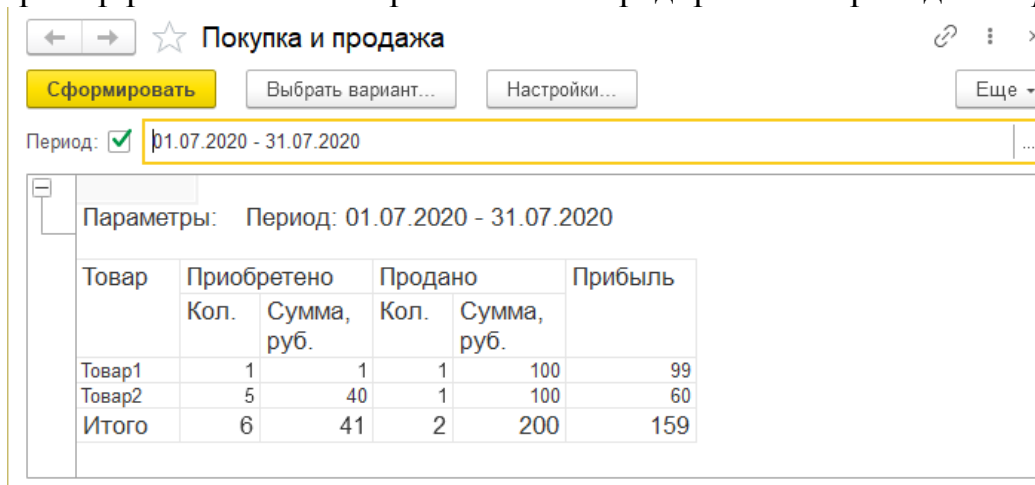 Покупка и продажа
Сформировать Выбрать вариант... Настройки... Еще
Период: 01.07.2020 - 31.07.2020 ...
Параметры: Период: 01.07.2020 - 31.07.2020
Товар Приобретено Продано Прибыль
Кол. Сумма, руб. Кол. Сумма, руб.
Товар1 1 1 1 100 99
Товар2 5 40 1 100 60
Итого 6 41 2 200 159